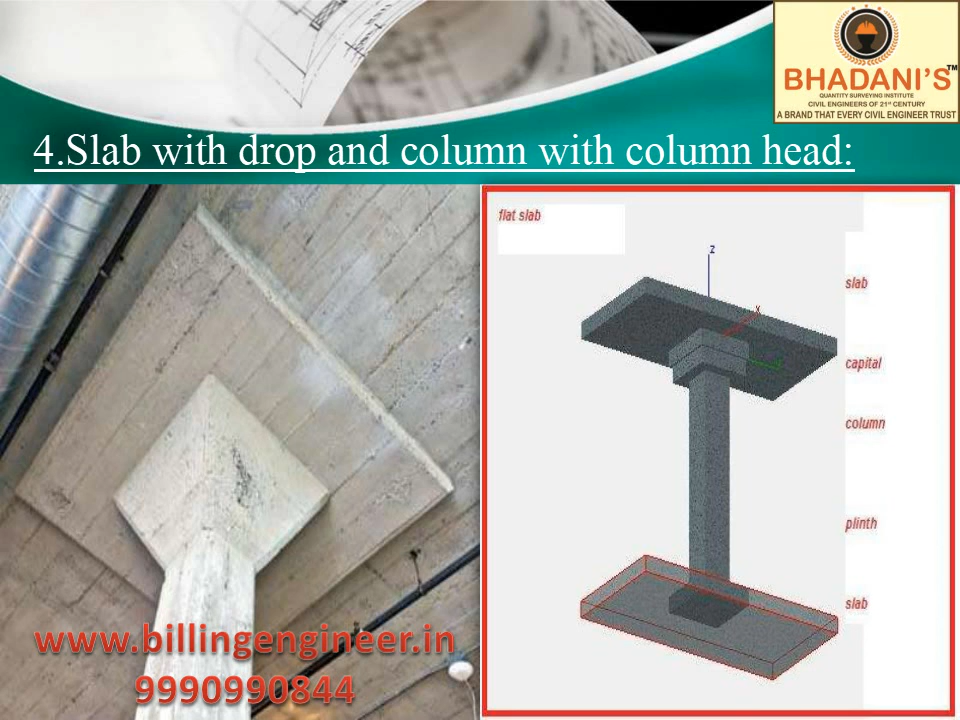 BHADANI'S™
QUANTITY SURVEYING INSTITUTE
CIVIL ENGINEERS OF 21ST CENTURY
A BRAND THAT EVERY CIVIL ENGINEER TRUST
4.Slab with drop and column with column head:
flat slab
z
x
slab
capital
column
plinth
slab
www.billingengineer.in
9990990844